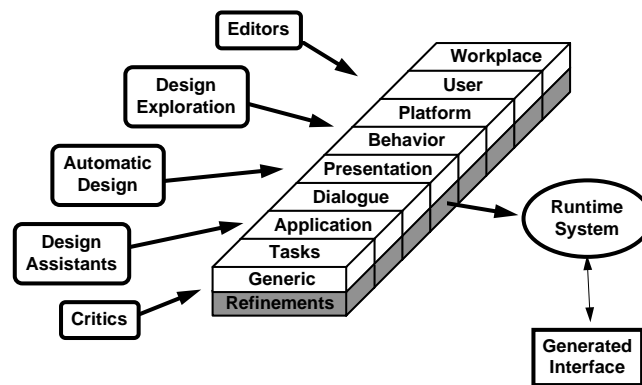 Editors
Design
Exploration
Automatic
Design
Design
Assistants
Critics
Workplace
User
Platform
Behavior
Presentation
Dialogue
Application
Tasks
Generic
Refinements
Runtime
System
Generated
Interface